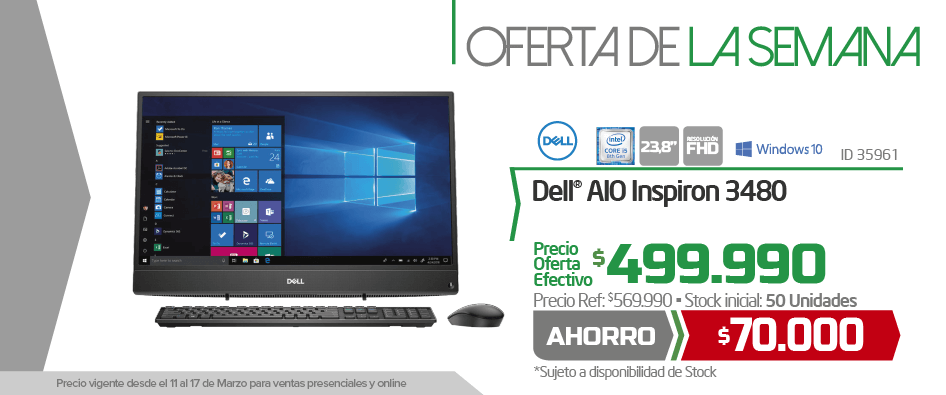 OFERTA DE LA SEMANA
DELL
intel
CORE i5
8th Gen
23,8"
RESOLUCIÓN
FHD
Windows 10
ID 35961
Dell® AIO Inspiron 3480
Precio
Oferta
Efectivo
$499.990
Precio Ref: $569.990 ▪ Stock inicial: 50 Unidades
AHORRO
$70.000
*Sujeto a disponibilidad de Stock
DELL
Precio vigente desde el 11 al 17 de Marzo para ventas presenciales y online